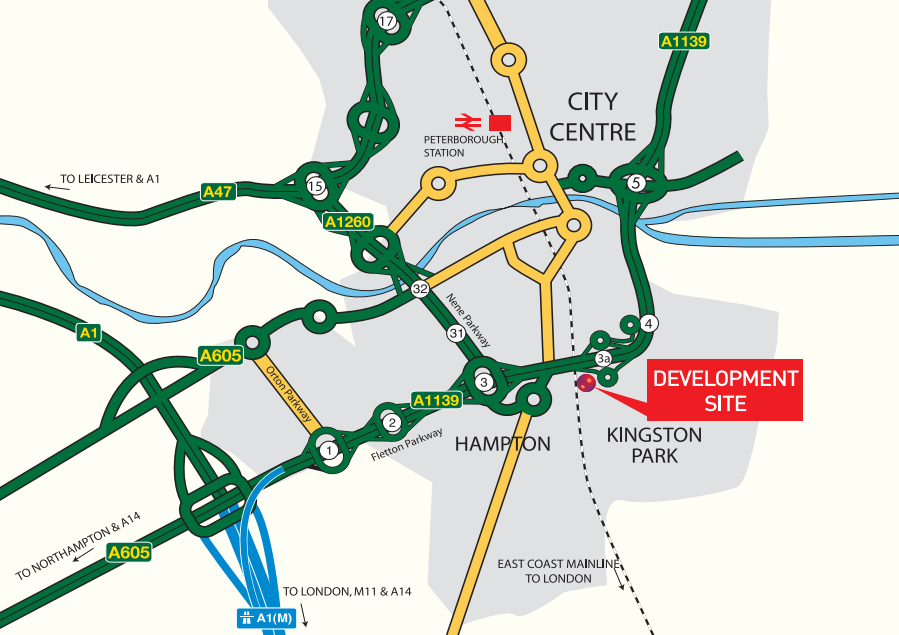 17
A1139
CITY
CENTRE
PETERBOROUGH
STATION
TO LEICESTER & A1
A47
15
5
A1260
32
Nene Parkway
31
4
A1
A605
3a
3
DEVELOPMENT
SITE
Orton Parkway
A1139
2
Fletton Parkway
HAMPTON
KINGSTON
PARK
1
TO NORTHAMPTON & A14
A605
EAST COAST MAINLINE
TO LONDON
TO LONDON, M11 & A14
A1(M)